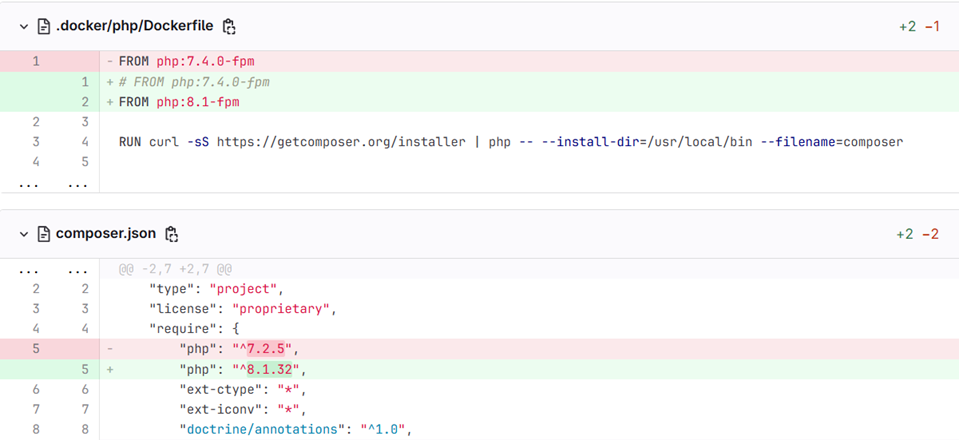 .docker/php/Dockerfile +2 −1
1 - FROM php:7.4.0-fpm
1 + # FROM php:7.4.0-fpm
2 + FROM php:8.1-fpm
2 3
3 4 RUN curl -sS https://getcomposer.org/installer | php -- --install-dir=/usr/local/bin --filename=composer
4 5
... ...
composer.json +2 −2
... ... @@ -2,7 +2,7 @@
2 2 "type": "project",
3 3 "license": "proprietary",
4 4 "require": {
5 - "php": "^7.2.5",
5 + "php": "^8.1.32",
6 6 "ext-ctype": "*",
7 7 "ext-iconv": "*",
8 8 "doctrine/annotations": "^1.0",